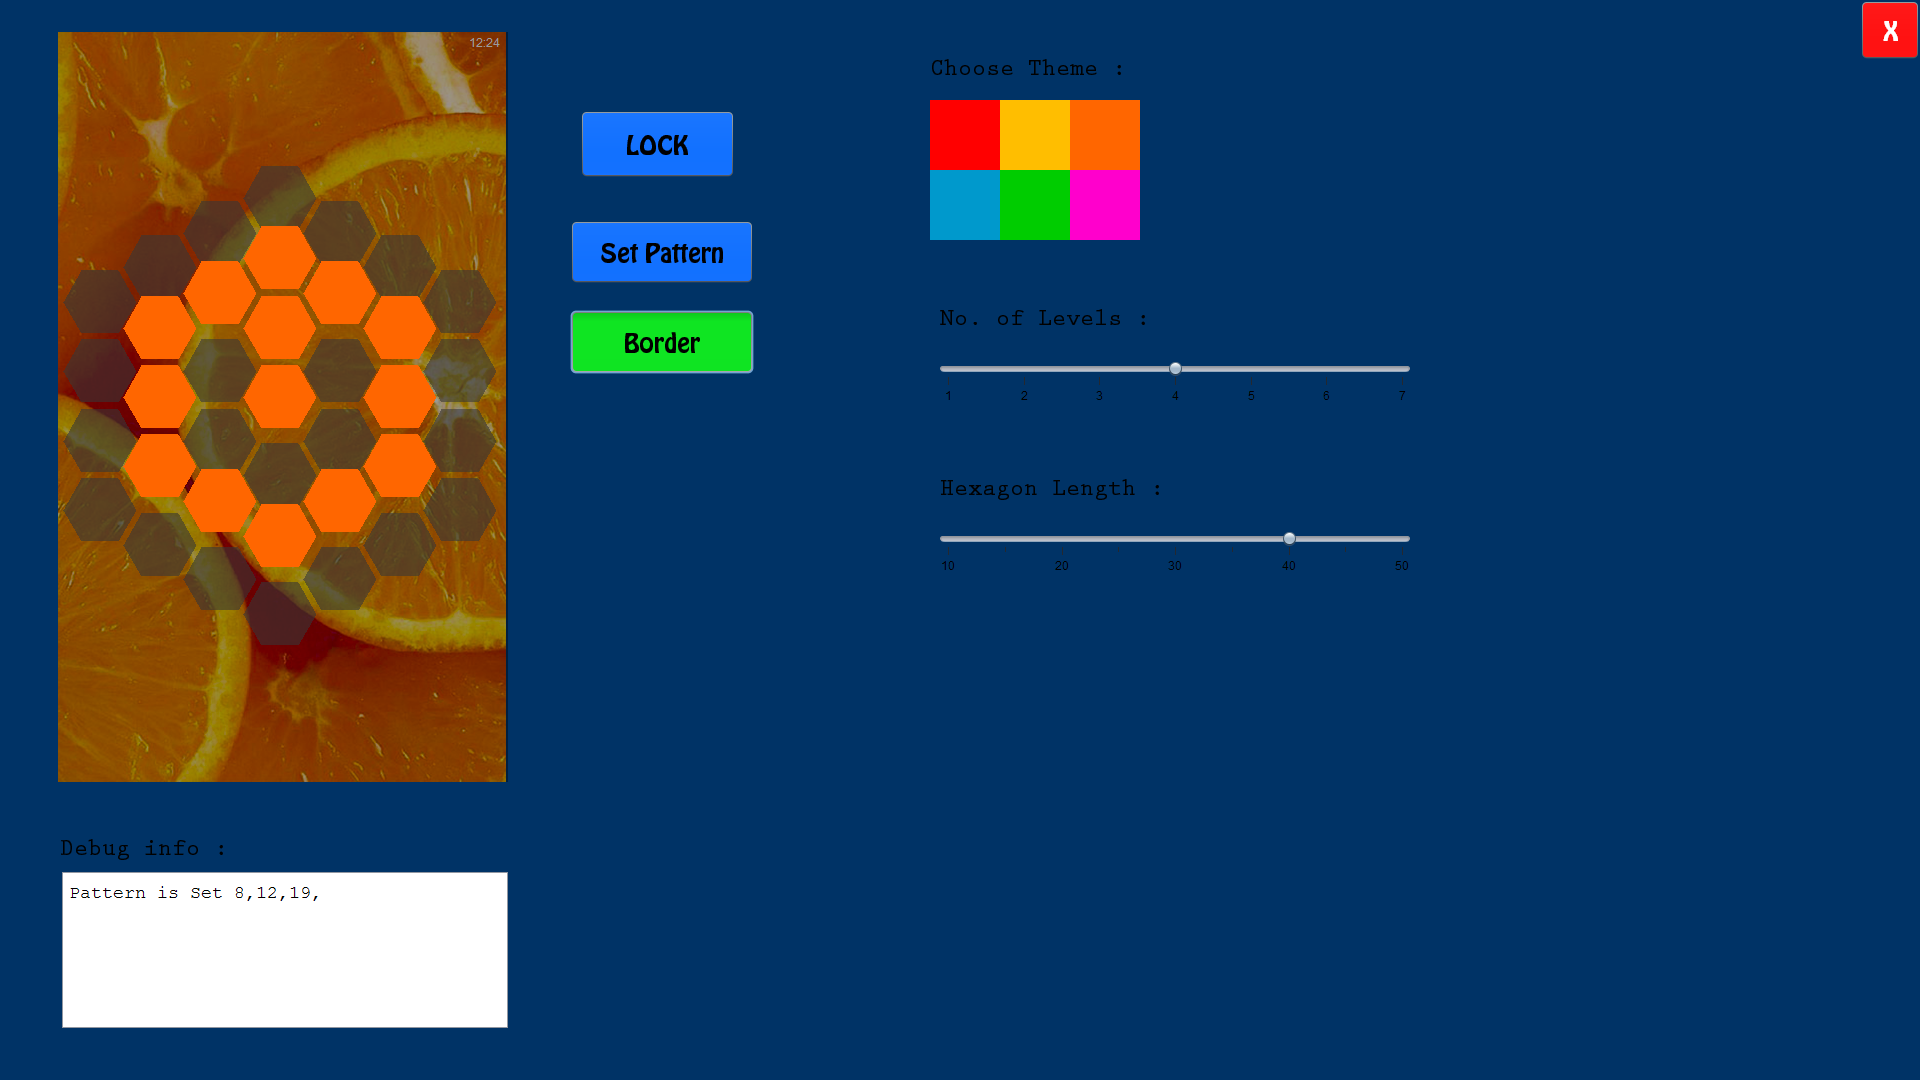 X
12:24
Choose Theme :
LOCK
Set Pattern
Border
No. of Levels :
1 2 3 4 5 6 7
Hexagon Length :
10 20 30 40 50
Debug info :
Pattern is Set 8,12,19,